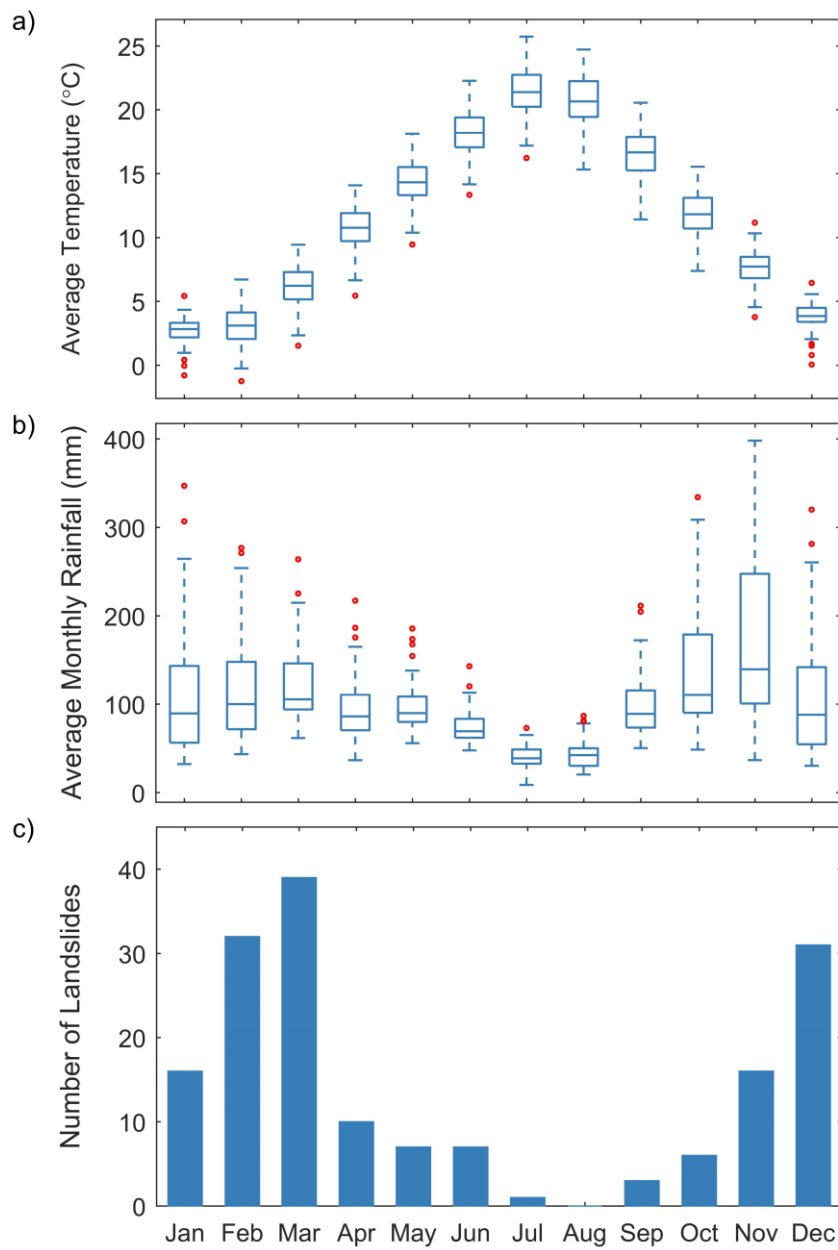 a)
Average Temperature (°C)
25
20
15
10
5
0
b)
Average Monthly Rainfall (mm)
400
300
200
100
0
c)
Number of Landslides
40
30
20
10
0
Jan Feb Mar Apr May Jun Jul Aug Sep Oct Nov Dec